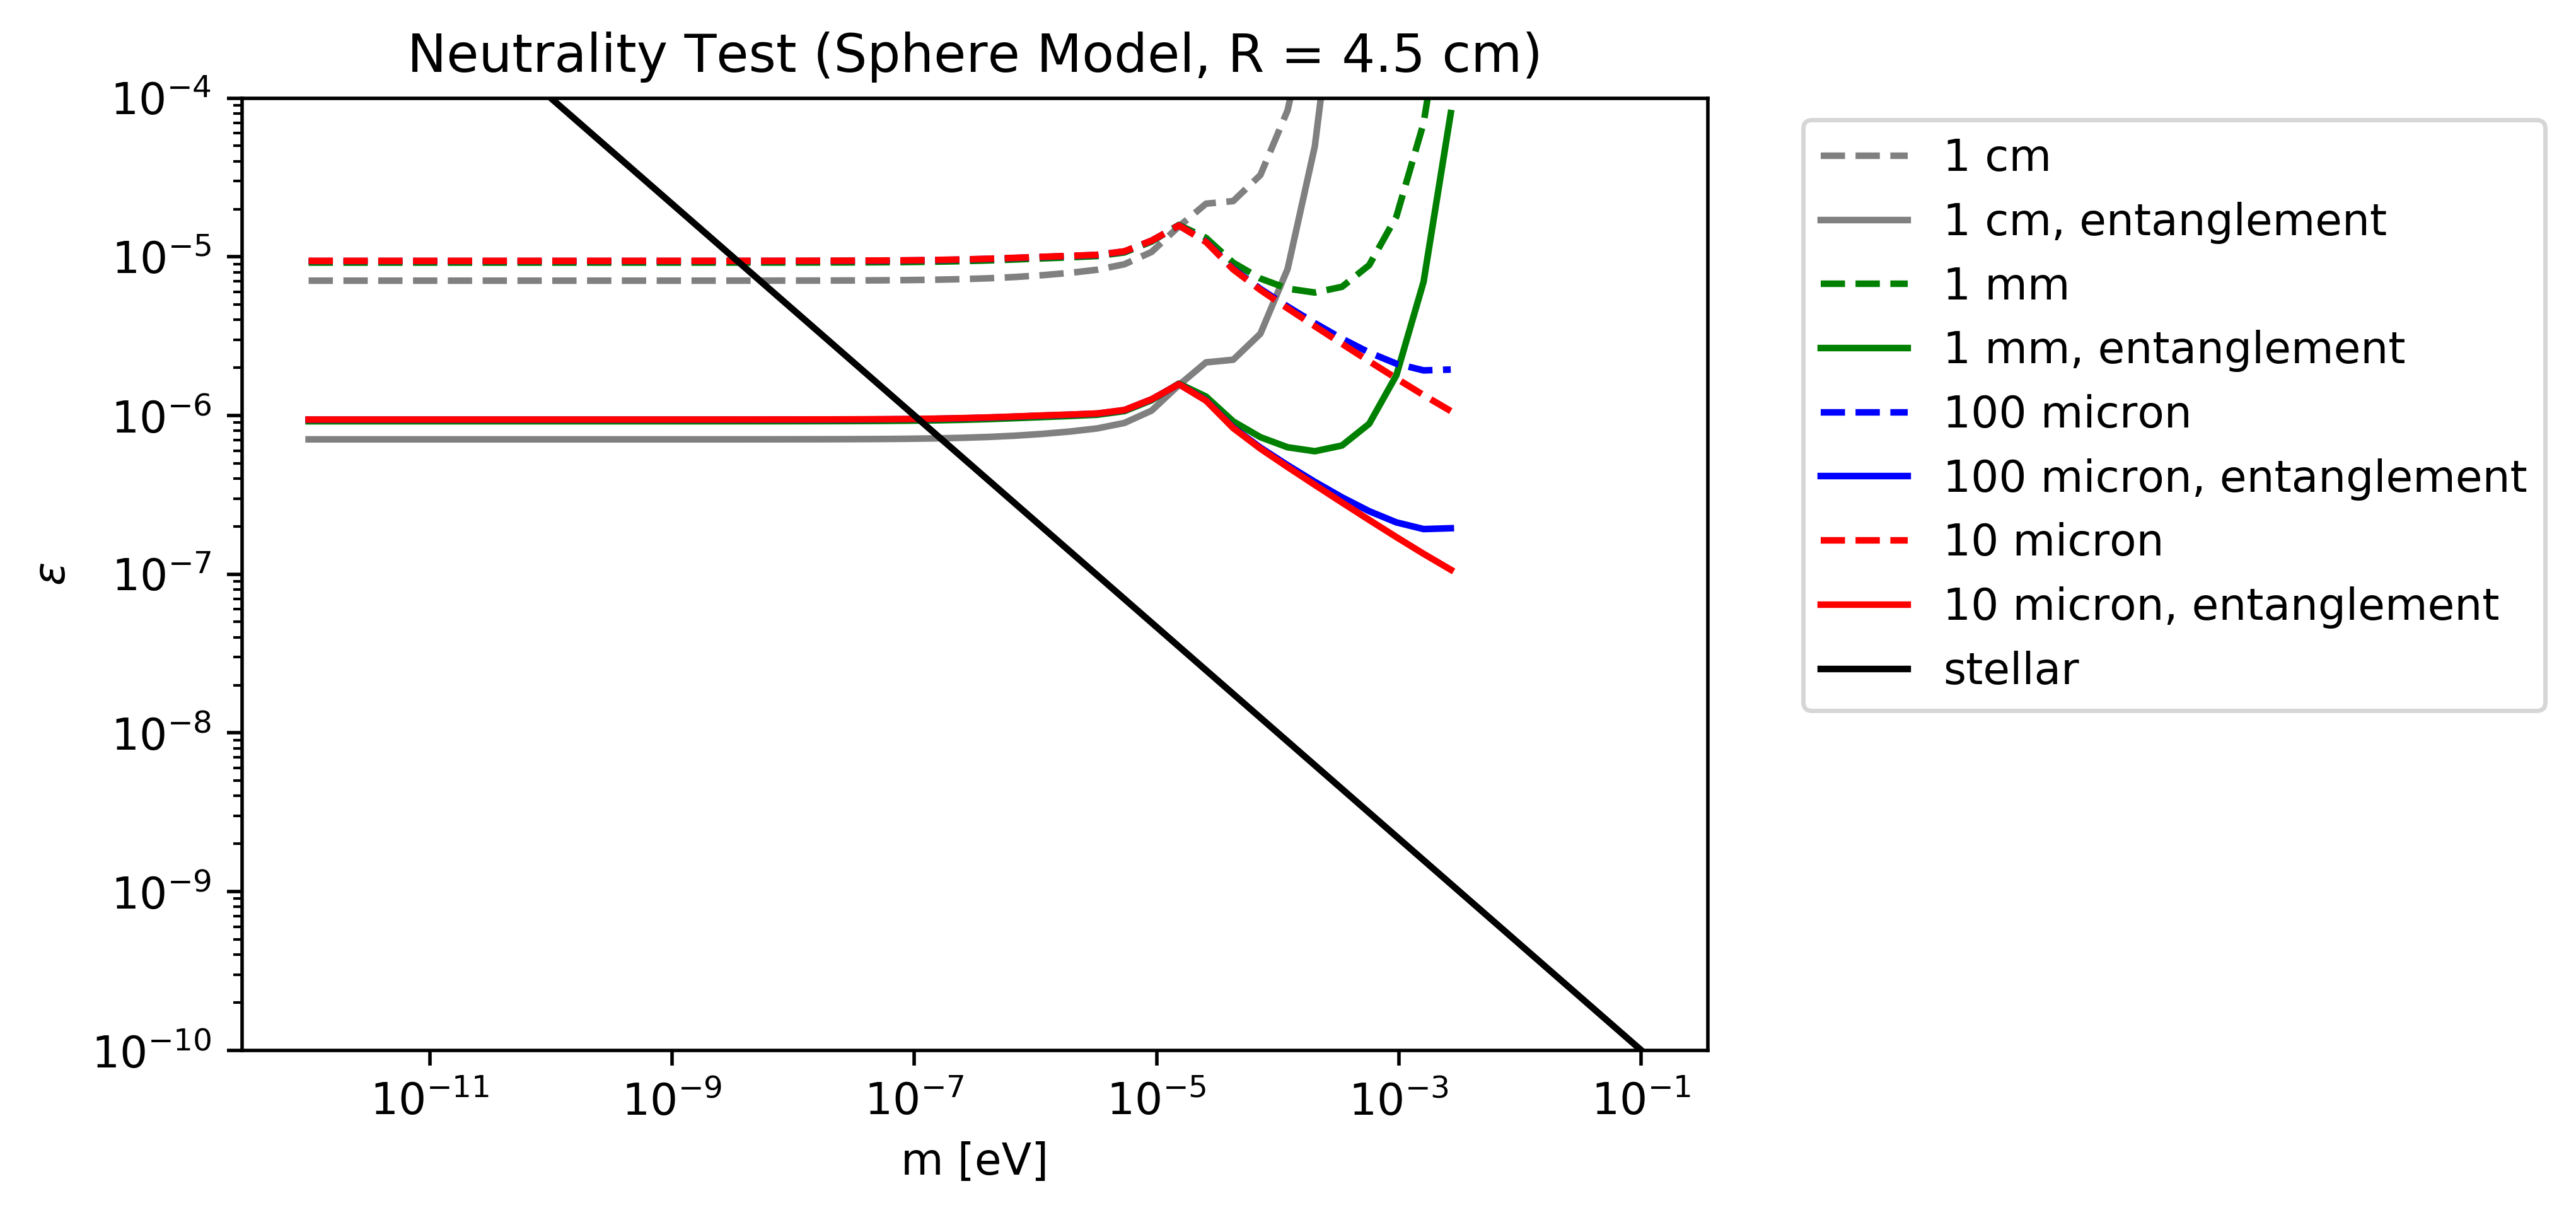 Neutrality Test (Sphere Model, R = 4.5 cm)
10⁻⁴
10⁻⁵
10⁻⁶
10⁻⁷
10⁻⁸
10⁻⁹
10⁻¹⁰
ε
10⁻¹¹
10⁻⁹
10⁻⁷
10⁻⁵
10⁻³
10⁻¹
m [eV]
1 cm
1 cm, entanglement
1 mm
1 mm, entanglement
100 micron
100 micron, entanglement
10 micron
10 micron, entanglement
stellar